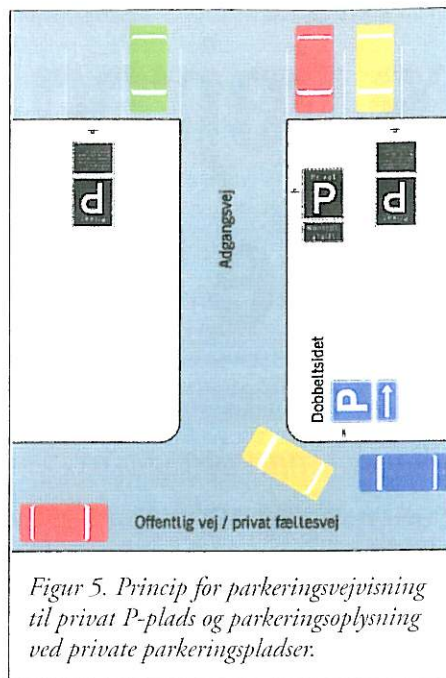 P
P
P
Adgangsvej
Dobbeltsidet
P
Offentlig vej / privat fællesvej
Figur 5. Princip for parkeringsvejvisning
til privat P-plads og parkeringsoplysning
ved private parkeringspladser.